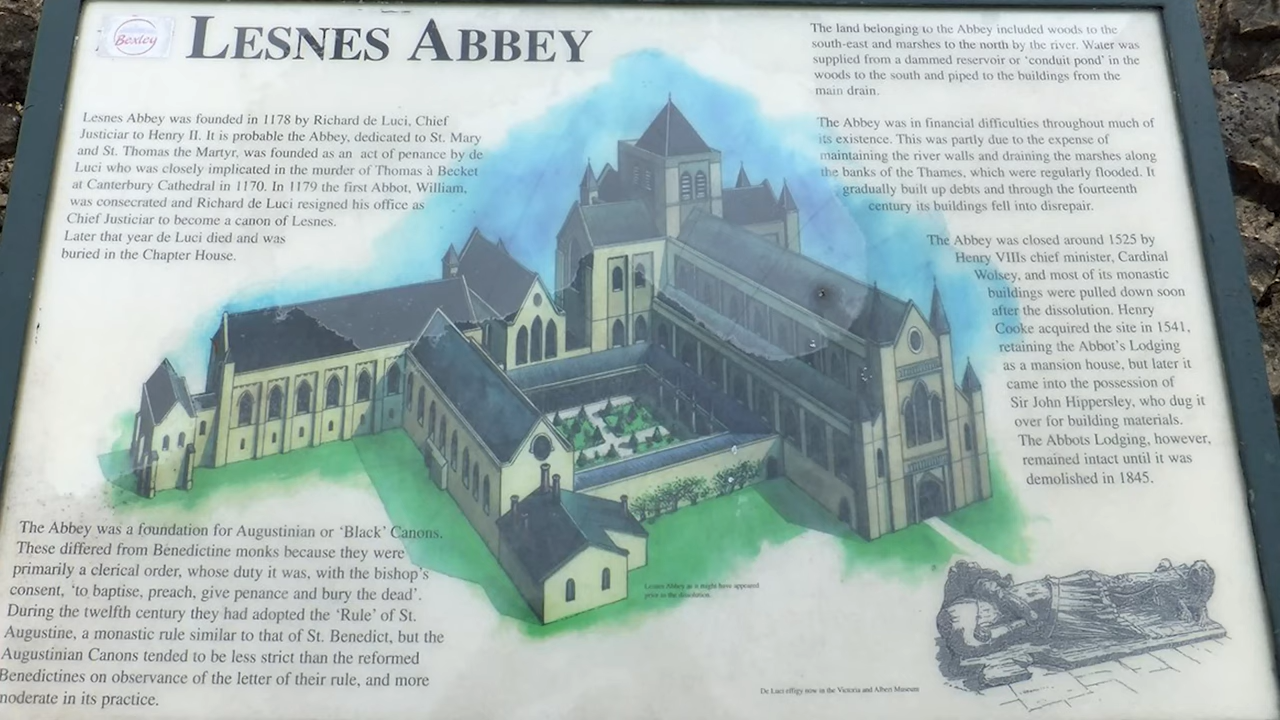 Bexley
LESNES ABBEY
Lesnes Abbey was founded in 1178 by Richard de Luci, Chief
Justiciar to Henry II. It is probable the Abbey, dedicated to St. Mary
and St. Thomas the Martyr, was founded as an act of penance by de
Luci who was closely implicated in the murder of Thomas à Becket
at Canterbury Cathedral in 1170. In 1179 the first Abbot, William,
was consecrated and Richard de Luci resigned his office as
Chief Justiciar to become a canon of Lesnes.
Later that year de Luci died and was
buried in the Chapter House.
The Abbey was a foundation for Augustinian or ‘Black’ Canons.
These differed from Benedictine monks because they were
primarily a clerical order, whose duty it was, with the bishop’s
consent, ‘to baptise, preach, give penance and bury the dead’.
During the twelfth century they had adopted the ‘Rule’ of St.
Augustine, a monastic rule similar to that of St. Benedict, but the
Augustinian Canons tended to be less strict than the reformed
Benedictines on observance of the letter of their rule, and more
moderate in its practice.
The land belonging to the Abbey included woods to the
south-east and marshes to the north by the river. Water was
supplied from a dammed reservoir or ‘conduit pond’ in the
woods to the south and piped to the buildings from the
main drain.
The Abbey was in financial difficulties throughout much of
its existence. This was partly due to the expense of
maintaining the river walls and draining the marshes along
the banks of the Thames, which were regularly flooded. It
gradually built up debts and through the fourteenth
century its buildings fell into disrepair.
The Abbey was closed around 1525 by
Henry VIIIs chief minister, Cardinal
Wolsey, and most of its monastic
buildings were pulled down soon
after the dissolution. Henry
Cooke acquired the site in 1541,
retaining the Abbot’s Lodging
as a mansion house, but later it
came into the possession of
Sir John Hippersley, who dug it
over for building materials.
The Abbots Lodging, however,
remained intact until it was
demolished in 1845.
Lesnes Abbey as it might have appeared
prior to the dissolution.
De Luci effigy now in the Victoria and Albert Museum